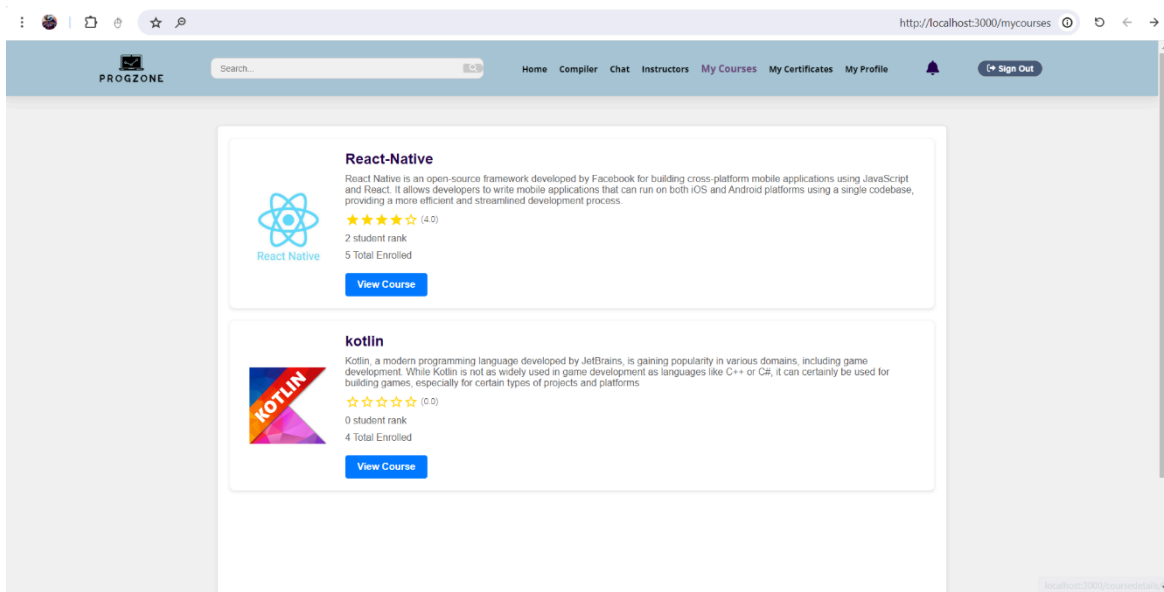 http://localhost:3000/mycourses
PROGZONE
Search...
Home Compiler Chat Instructors My Courses My Certificates My Profile
Sign Out
React-Native
React Native is an open-source framework developed by Facebook for building cross-platform mobile applications using JavaScript
and React. It allows developers to write mobile applications that can run on both iOS and Android platforms using a single codebase,
providing a more efficient and streamlined development process.
(4.0)
2 student rank
5 Total Enrolled
React Native
View Course
kotlin
Kotlin, a modern programming language developed by JetBrains, is gaining popularity in various domains, including game
development. While Kotlin is not as widely used in game development as languages like C++ or C#, it can certainly be used for
building games, especially for certain types of projects and platforms
KOTLIN
(0.0)
0 student rank
4 Total Enrolled
View Course
localhost:3000/coursedetails/